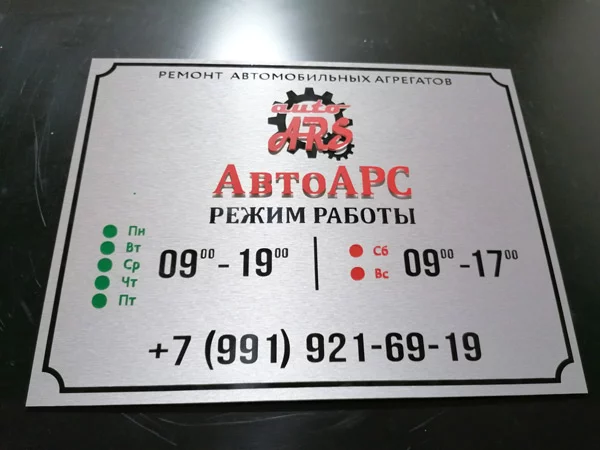 РЕМОНТ АВТОМОБИЛЬНЫХ АГРЕГАТОВ
auto
ARS
АвтоАРС
РЕЖИМ РАБОТЫ
Пн
Вт
Ср
Чт
Пт
09⁰⁰ - 19⁰⁰
Сб
Вс
09⁰⁰ - 17⁰⁰
+7 (991) 921-69-19